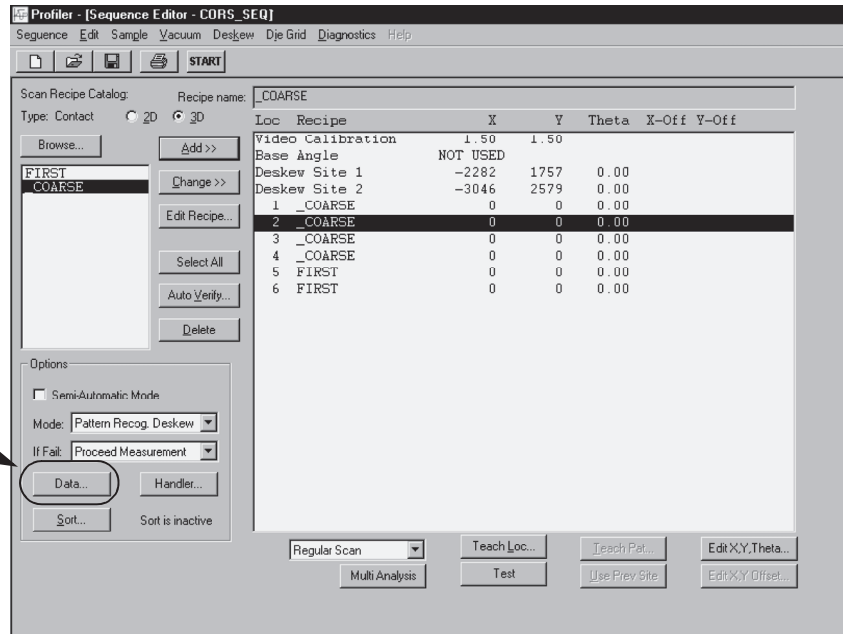 Profiler - [Sequence Editor - CORS_SEQ]
Sequence Edit Sample Vacuum Deskew Die Grid Diagnostics Help
START
Scan Recipe Catalog:
Recipe name: _COARSE
Type: Contact 2D 3D
Browse...
Add >>
FIRST
_COARSE
Change >>
Edit Recipe...
Select All
Auto Verify...
Delete
Loc Recipe X Y Theta X-Off Y-Off
Video Calibration 1.50 1.50
Base Angle NOT USED
Deskew Site 1 -2282 1757 0.00
Deskew Site 2 -3046 2579 0.00
1 _COARSE 0 0 0.00
2 _COARSE 0 0 0.00
3 _COARSE 0 0 0.00
4 _COARSE 0 0 0.00
5 FIRST 0 0 0.00
6 FIRST 0 0 0.00
Options
Semi-Automatic Mode
Mode: Pattern Recog. Deskew
If Fail: Proceed Measurement
Data... Handler...
Sort... Sort is inactive
Regular Scan Teach Loc... Teach Pat... Edit X,Y,Theta...
Multi Analysis Test Use Prev Site Edit X,Y Offset...